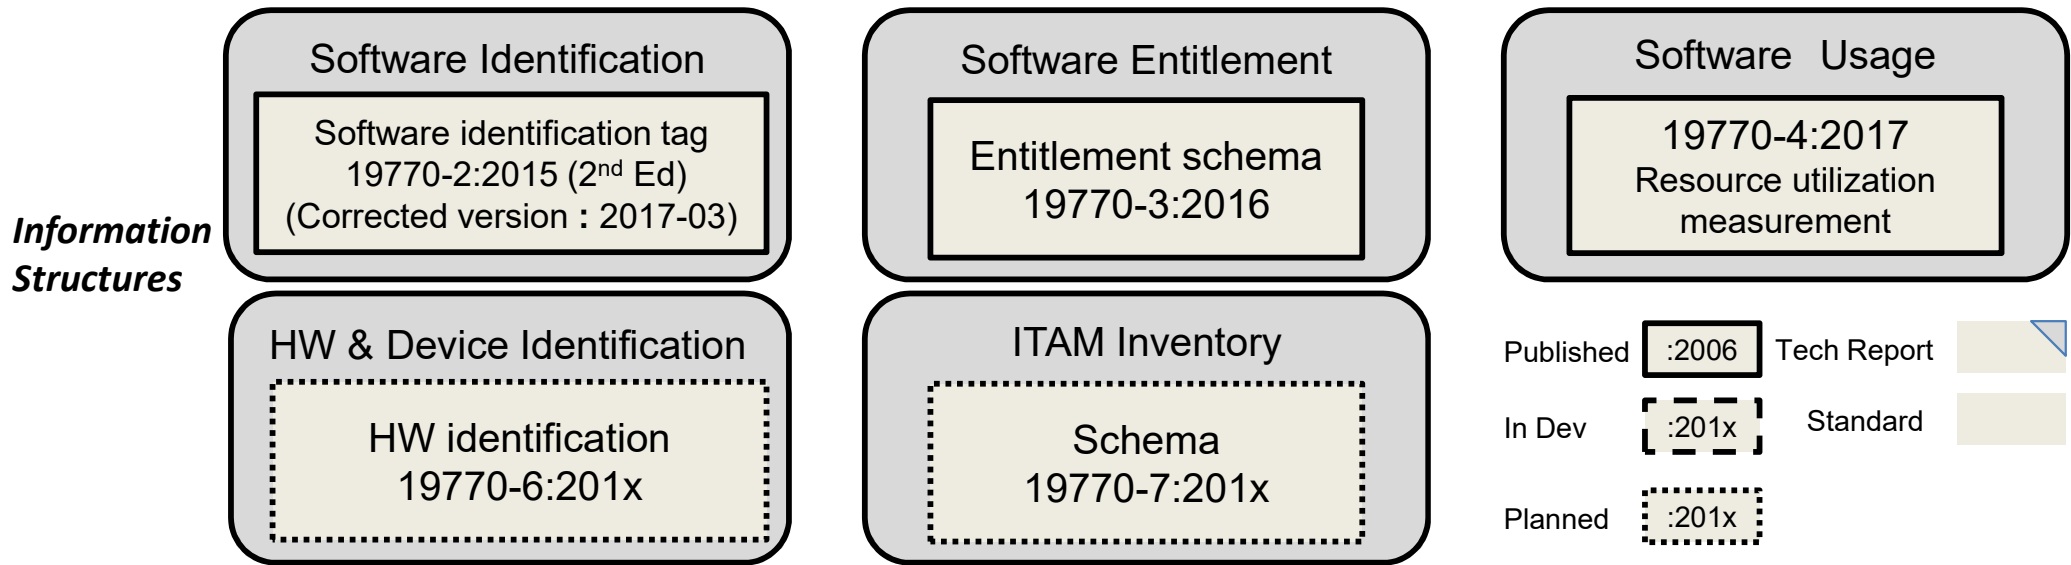 Information
Structures
Software Identification
Software identification tag
19770-2:2015 (2nd Ed)
(Corrected version : 2017-03)
Software Entitlement
Entitlement schema
19770-3:2016
Software Usage
19770-4:2017
Resource utilization
measurement
HW & Device Identification
HW identification
19770-6:201x
ITAM Inventory
Schema
19770-7:201x
Published :2006 Tech Report
In Dev :201x Standard
Planned :201x